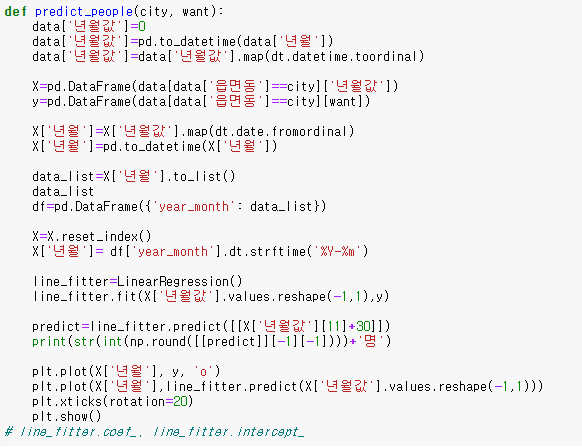 def predict_people(city, want):
    data['년월값']=0
    data['년월값']=pd.to_datetime(data['년월'])
    data['년월값']=data['년월값'].map(dt.datetime.toordinal)

    X=pd.DataFrame(data[data['읍면동']==city]['년월값'])
    y=pd.DataFrame(data[data['읍면동']==city][want])

    X['년월']=X['년월값'].map(dt.date.fromordinal)
    X['년월']=pd.to_datetime(X['년월'])

    data_list=X['년월'].to_list()
    data_list
    df=pd.DataFrame({'year_month': data_list})

    X=X.reset_index()
    X['년월']= df['year_month'].dt.strftime('%Y-%m')

    line_fitter=LinearRegression()
    line_fitter.fit(X['년월값'].values.reshape(-1,1),y)

    predict=line_fitter.predict([[X['년월값'][11]+30]])
    print(str(int(np.round([[predict]][-1][-1])))+'명')

    plt.plot(X['년월'], y, 'o')
    plt.plot(X['년월'],line_fitter.predict(X['년월값'].values.reshape(-1,1)))
    plt.xticks(rotation=20)
    plt.show()
# line_fitter.coef_, line_fitter.intercept_